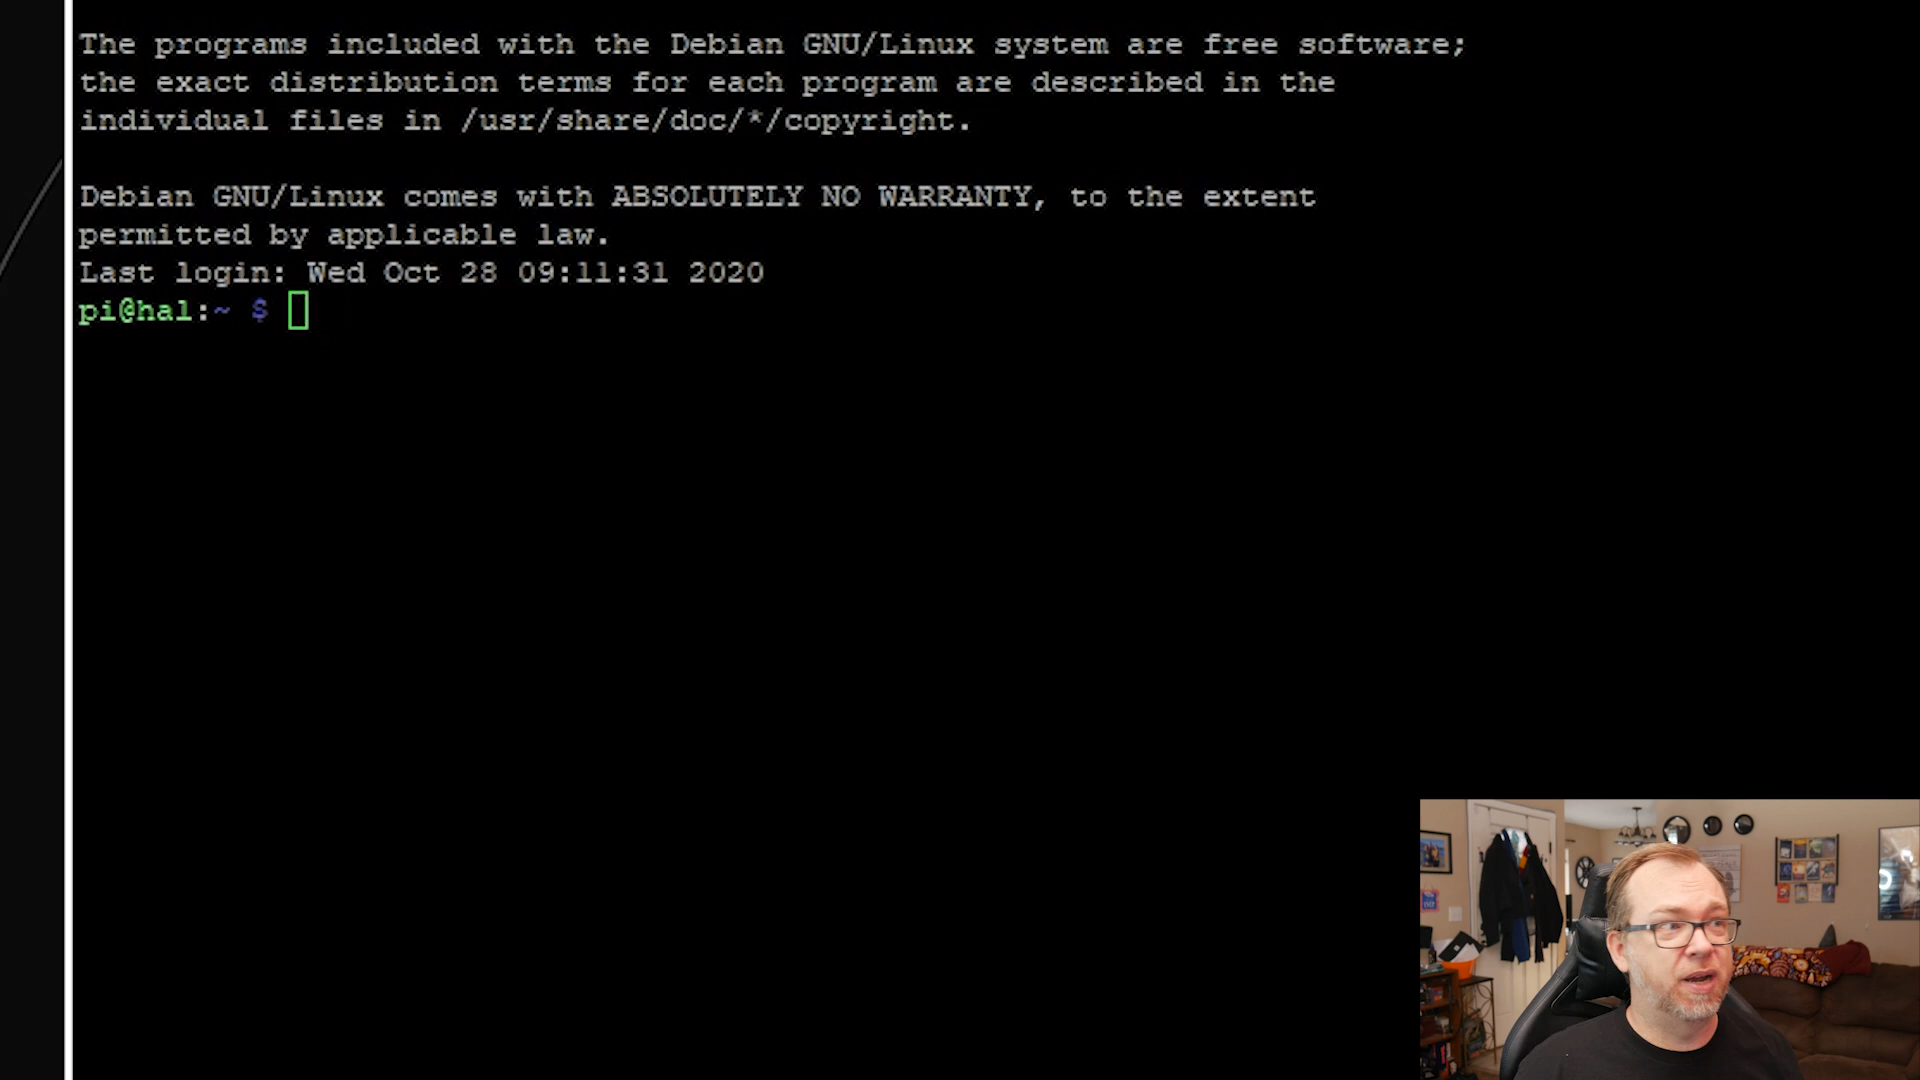 The programs included with the Debian GNU/Linux system are free software;
the exact distribution terms for each program are described in the
individual files in /usr/share/doc/*/copyright.
Debian GNU/Linux comes with ABSOLUTELY NO WARRANTY, to the extent
permitted by applicable law.
Last login: Wed Oct 28 09:11:31 2020
pi@hal:~ $